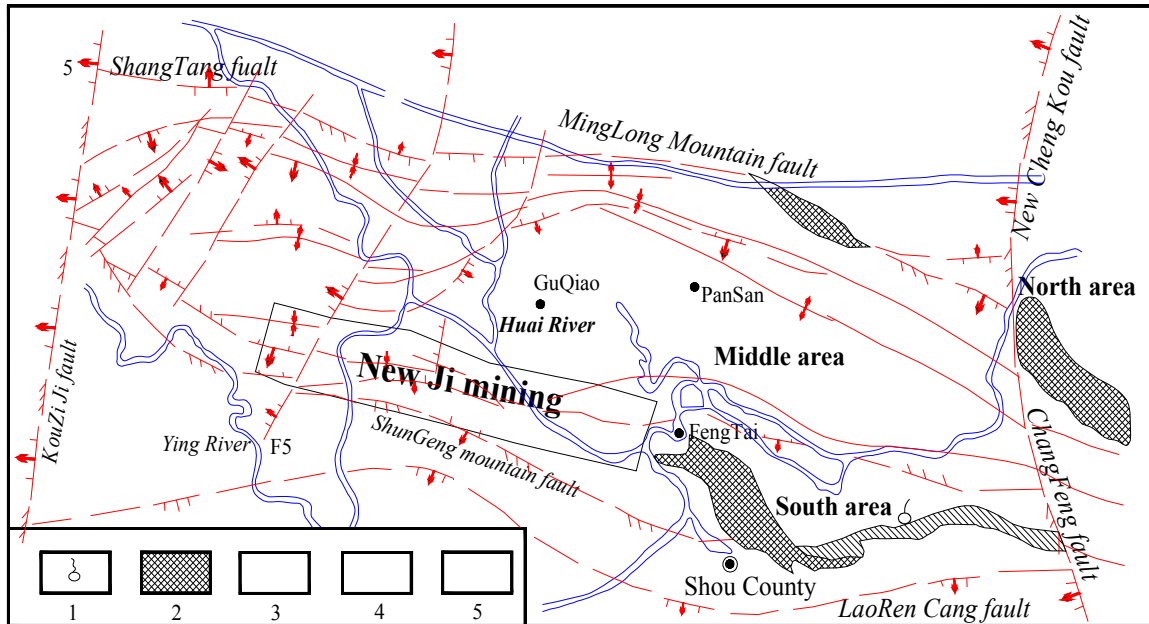 5
ShangTang fualt
MingLong Mountain fault
New Cheng Kou fault
GuQiao
PanSan
Huai River
North area
Middle area
New Ji mining
KouZi Ji fault
Ying River
F5
ShunGeng mountain fault
FengTai
ChangFeng fault
South area
Shou County
LaoRen Cang fault
1 2 3 4 5